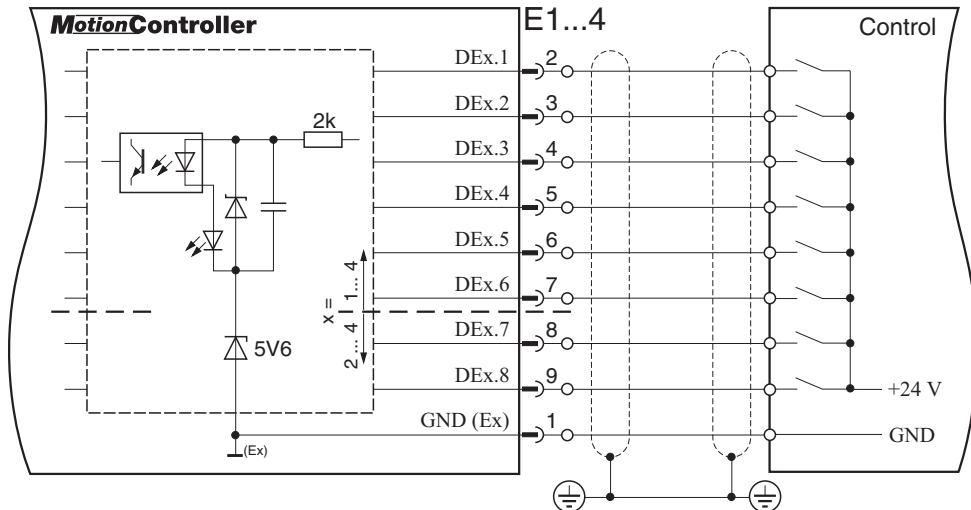 MotionController
E1...4
Control
DEx.1 2
DEx.2 3
2k
DEx.3 4
DEx.4 5
DEx.5 6
DEx.6 7
x =
1... 4
2 ... 4
DEx.7 8
5V6
DEx.8 9
+24 V
GND (Ex) 1
GND
(Ex)